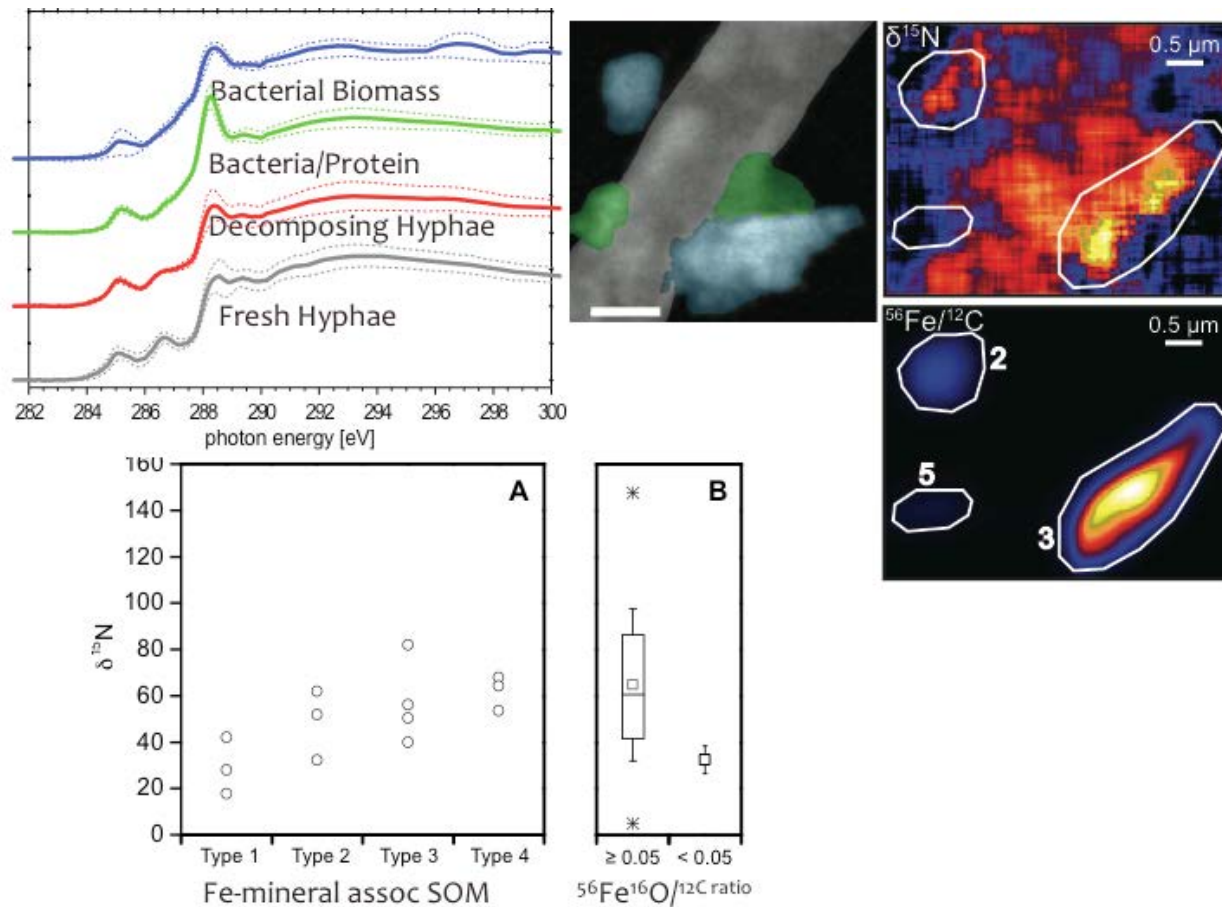 Bacterial Biomass
Bacteria/Protein
Decomposing Hyphae
Fresh Hyphae
282 284 286 288 290 292 294 296 298 300
photon energy [eV]
δ¹⁵N
0.5 µm
⁵⁶Fe/¹²C
0.5 µm
2
5
3
160
140
120
100
80
60
40
20
0
δ¹⁵N
A
Type 1 Type 2 Type 3 Type 4
Fe-mineral assoc SOM
B
≥ 0.05 < 0.05
⁵⁶Fe¹⁶O/¹²C ratio